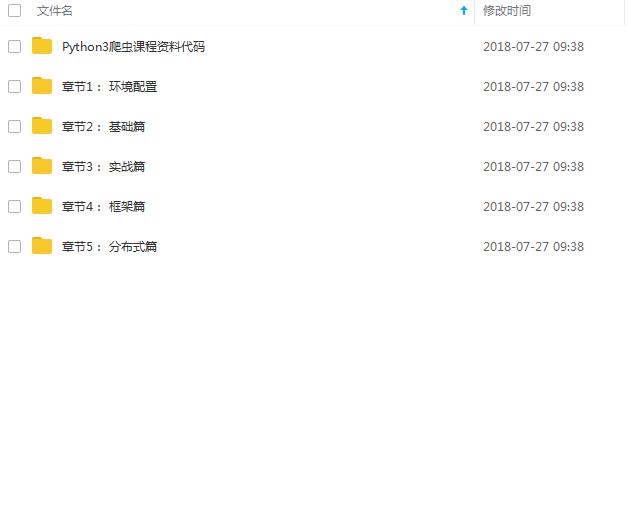 文件名 修改时间
Python3爬虫课程资料代码 2018-07-27 09:38
章节1： 环境配置 2018-07-27 09:38
章节2： 基础篇 2018-07-27 09:38
章节3： 实战篇 2018-07-27 09:38
章节4： 框架篇 2018-07-27 09:38
章节5： 分布式篇 2018-07-27 09:38